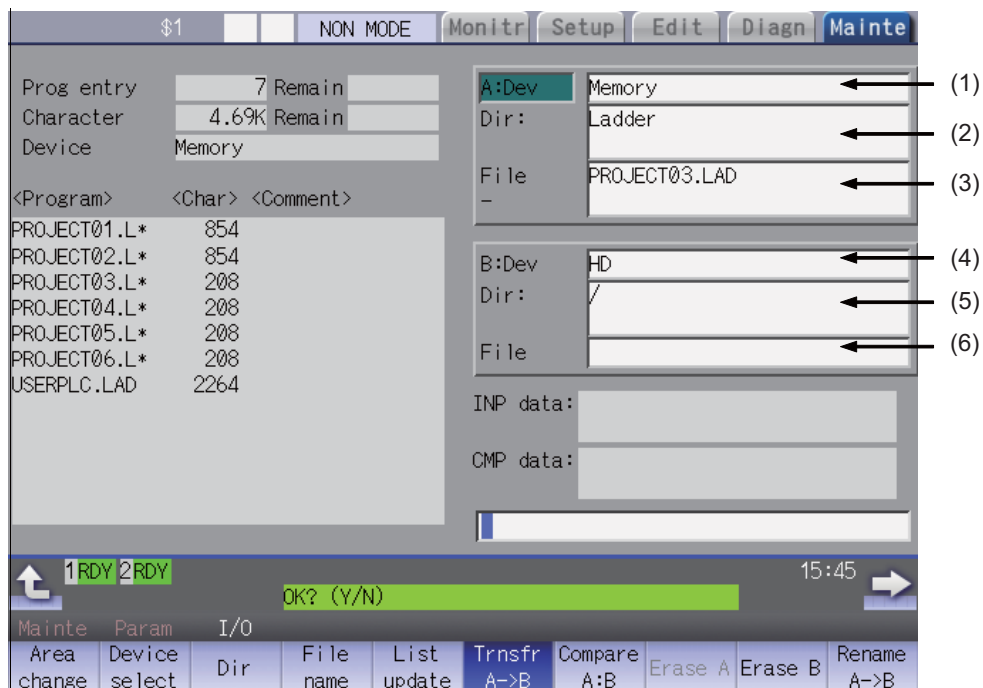 $1 NON MODE Monitr Setup Edit Diagn Mainte
Prog entry 7 Remain
Character 4.69K Remain
Device Memory
<Program> <Char> <Comment>
PROJECT01.L* 854
PROJECT02.L* 854
PROJECT03.L* 208
PROJECT04.L* 208
PROJECT05.L* 208
PROJECT06.L* 208
USERPLC.LAD 2264
A:Dev Memory (1)
Dir: Ladder (2)
File PROJECT03.LAD (3)
–
B:Dev HD (4)
Dir: / (5)
File (6)
INP data:
CMP data:
1 RDY 2 RDY 15:45
OK? (Y/N)
Mainte Param I/O
Area change
Device select
Dir
File name
List update
Trnsfr A->B
Compare A:B
Erase A
Erase B
Rename A->B